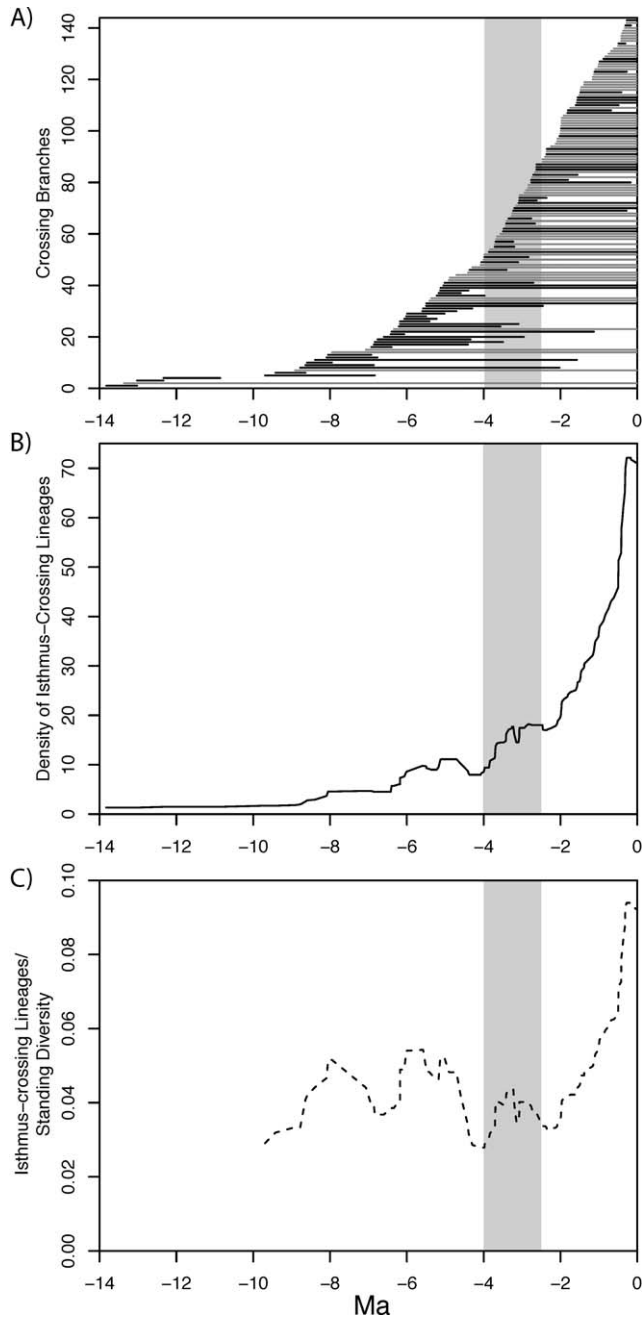 A)
Crossing Branches
0 20 40 60 80 100 120 140
−14 −12 −10 −8 −6 −4 −2 0
B)
Density of Isthmus−Crossing Lineages
0 10 20 30 40 50 60 70
−14 −12 −10 −8 −6 −4 −2 0
C)
Isthmus−crossing Lineages/
Standing Diversity
0.00 0.02 0.04 0.06 0.08 0.10
−14 −12 −10 −8 −6 −4 −2 0
Ma